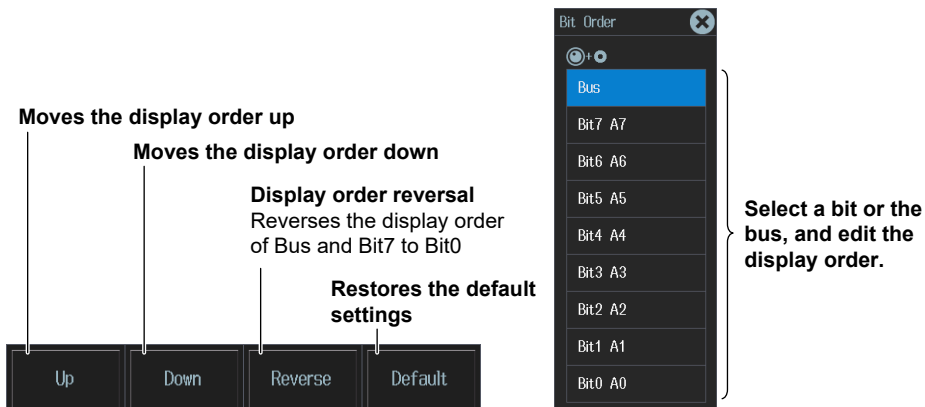 Moves the display order up
Moves the display order down
Display order reversal
Reverses the display order
of Bus and Bit7 to Bit0
Restores the default
settings
Up
Down
Reverse
Default
Bit Order
+
Bus
Bit7 A7
Bit6 A6
Bit5 A5
Bit4 A4
Bit3 A3
Bit2 A2
Bit1 A1
Bit0 A0
Select a bit or the
bus, and edit the
display order.